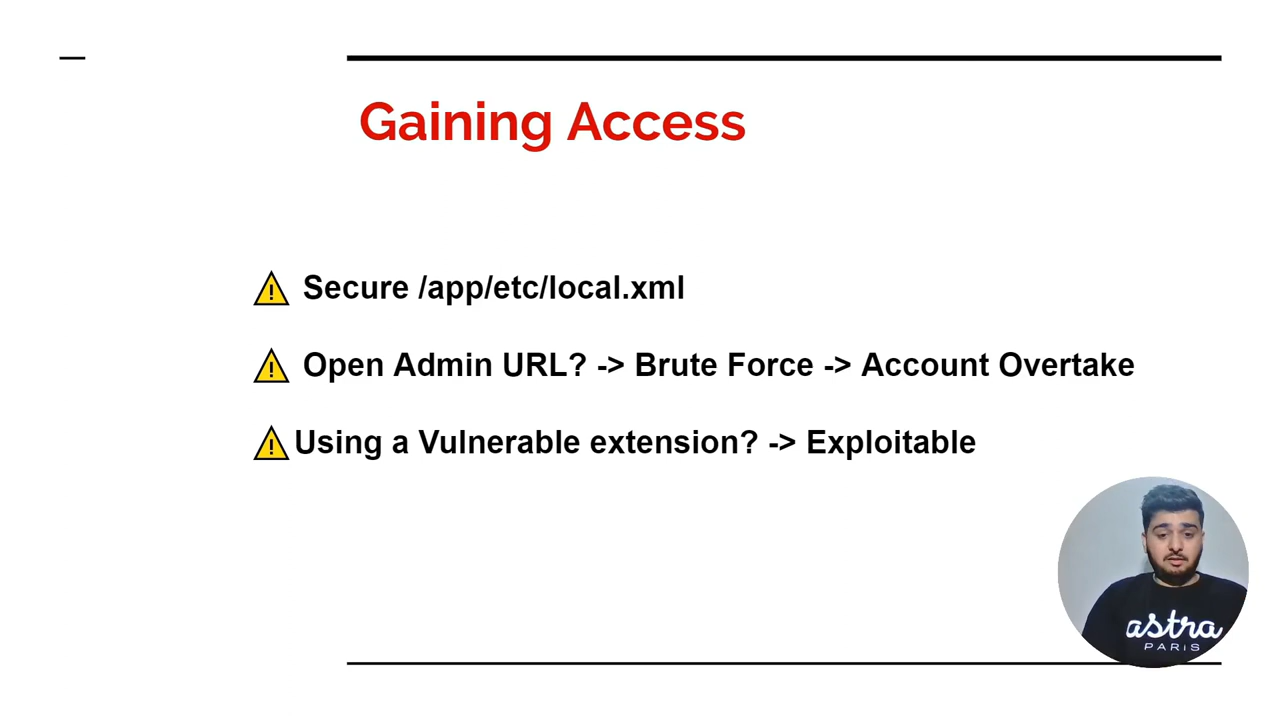 Gaining Access
Secure /app/etc/local.xml
Open Admin URL? -> Brute Force -> Account Overtake
Using a Vulnerable extension? -> Exploitable
astra
PARIS